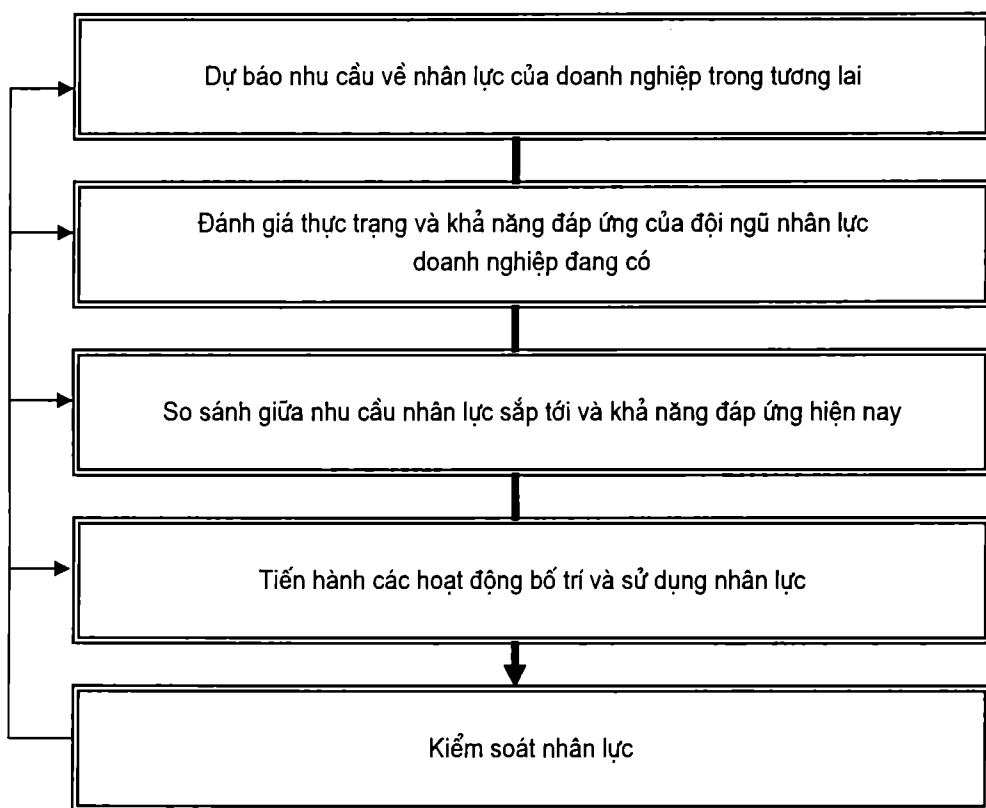 Dự báo nhu cầu về nhân lực của doanh nghiệp trong tương lai
Đánh giá thực trạng và khả năng đáp ứng của đội ngũ nhân lực
doanh nghiệp đang có
So sánh giữa nhu cầu nhân lực sắp tới và khả năng đáp ứng hiện nay
Tiến hành các hoạt động bố trí và sử dụng nhân lực
Kiểm soát nhân lực